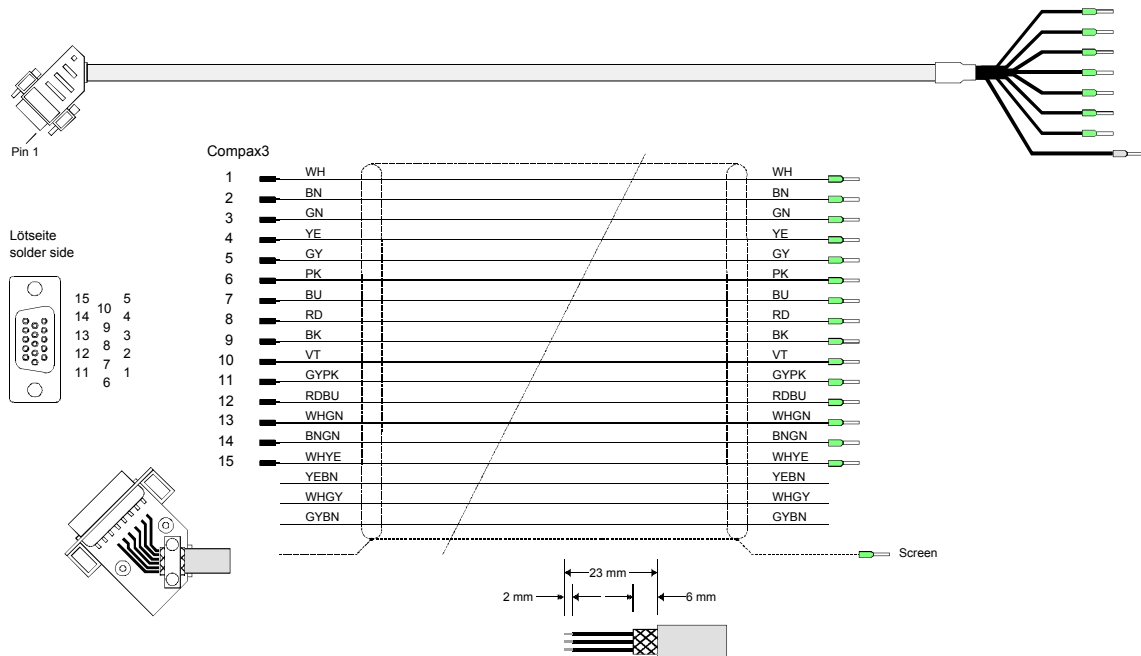 Pin 1
Compax3
1 WH WH
2 BN BN
3 GN GN
4 YE YE
5 GY GY
6 PK PK
7 BU BU
8 RD RD
9 BK BK
10 VT VT
11 GYPK GYPK
12 RDBU RDBU
13 WHGN WHGN
14 BNGN BNGN
15 WHYE WHYE
YEBN YEBN
WHGY WHGY
GYBN GYBN
Screen
Lötseite
solder side
15 5
10
14 4
9
13 3
8
12 2
7
11 1
6
23 mm
2 mm 6 mm